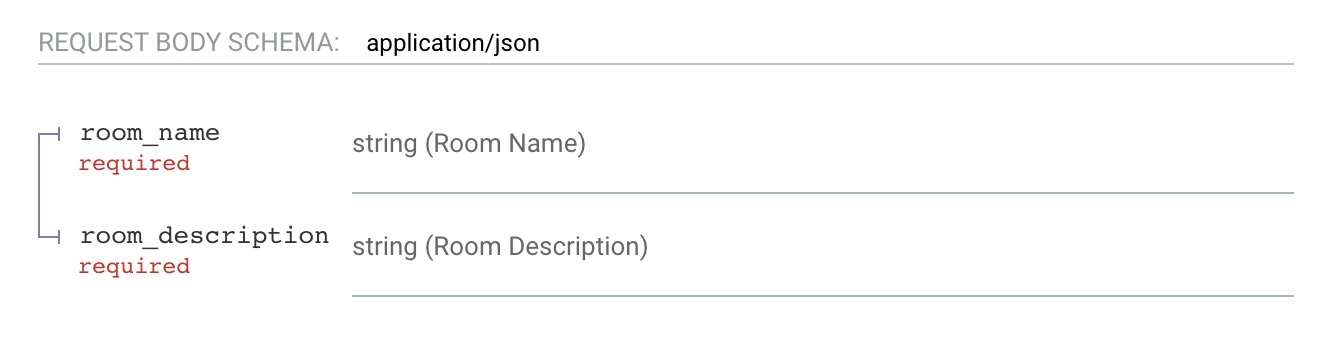 REQUEST BODY SCHEMA: application/json
room_name string (Room Name)
required
room_description string (Room Description)
required